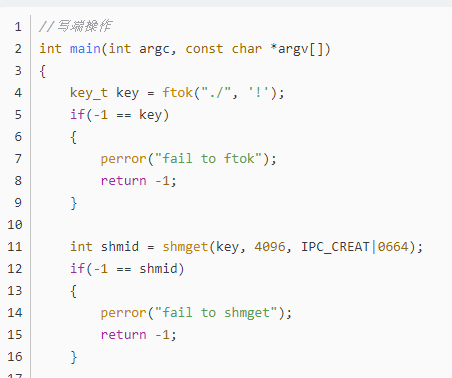 1 //写端操作
2 int main(int argc, const char *argv[])
3 {
4     key_t key = ftok("./", '!');
5     if(-1 == key)
6     {
7         perror("fail to ftok");
8         return -1;
9     }
10
11     int shmid = shmget(key, 4096, IPC_CREAT|0664);
12     if(-1 == shmid)
13     {
14         perror("fail to shmget");
15         return -1;
16     }
17